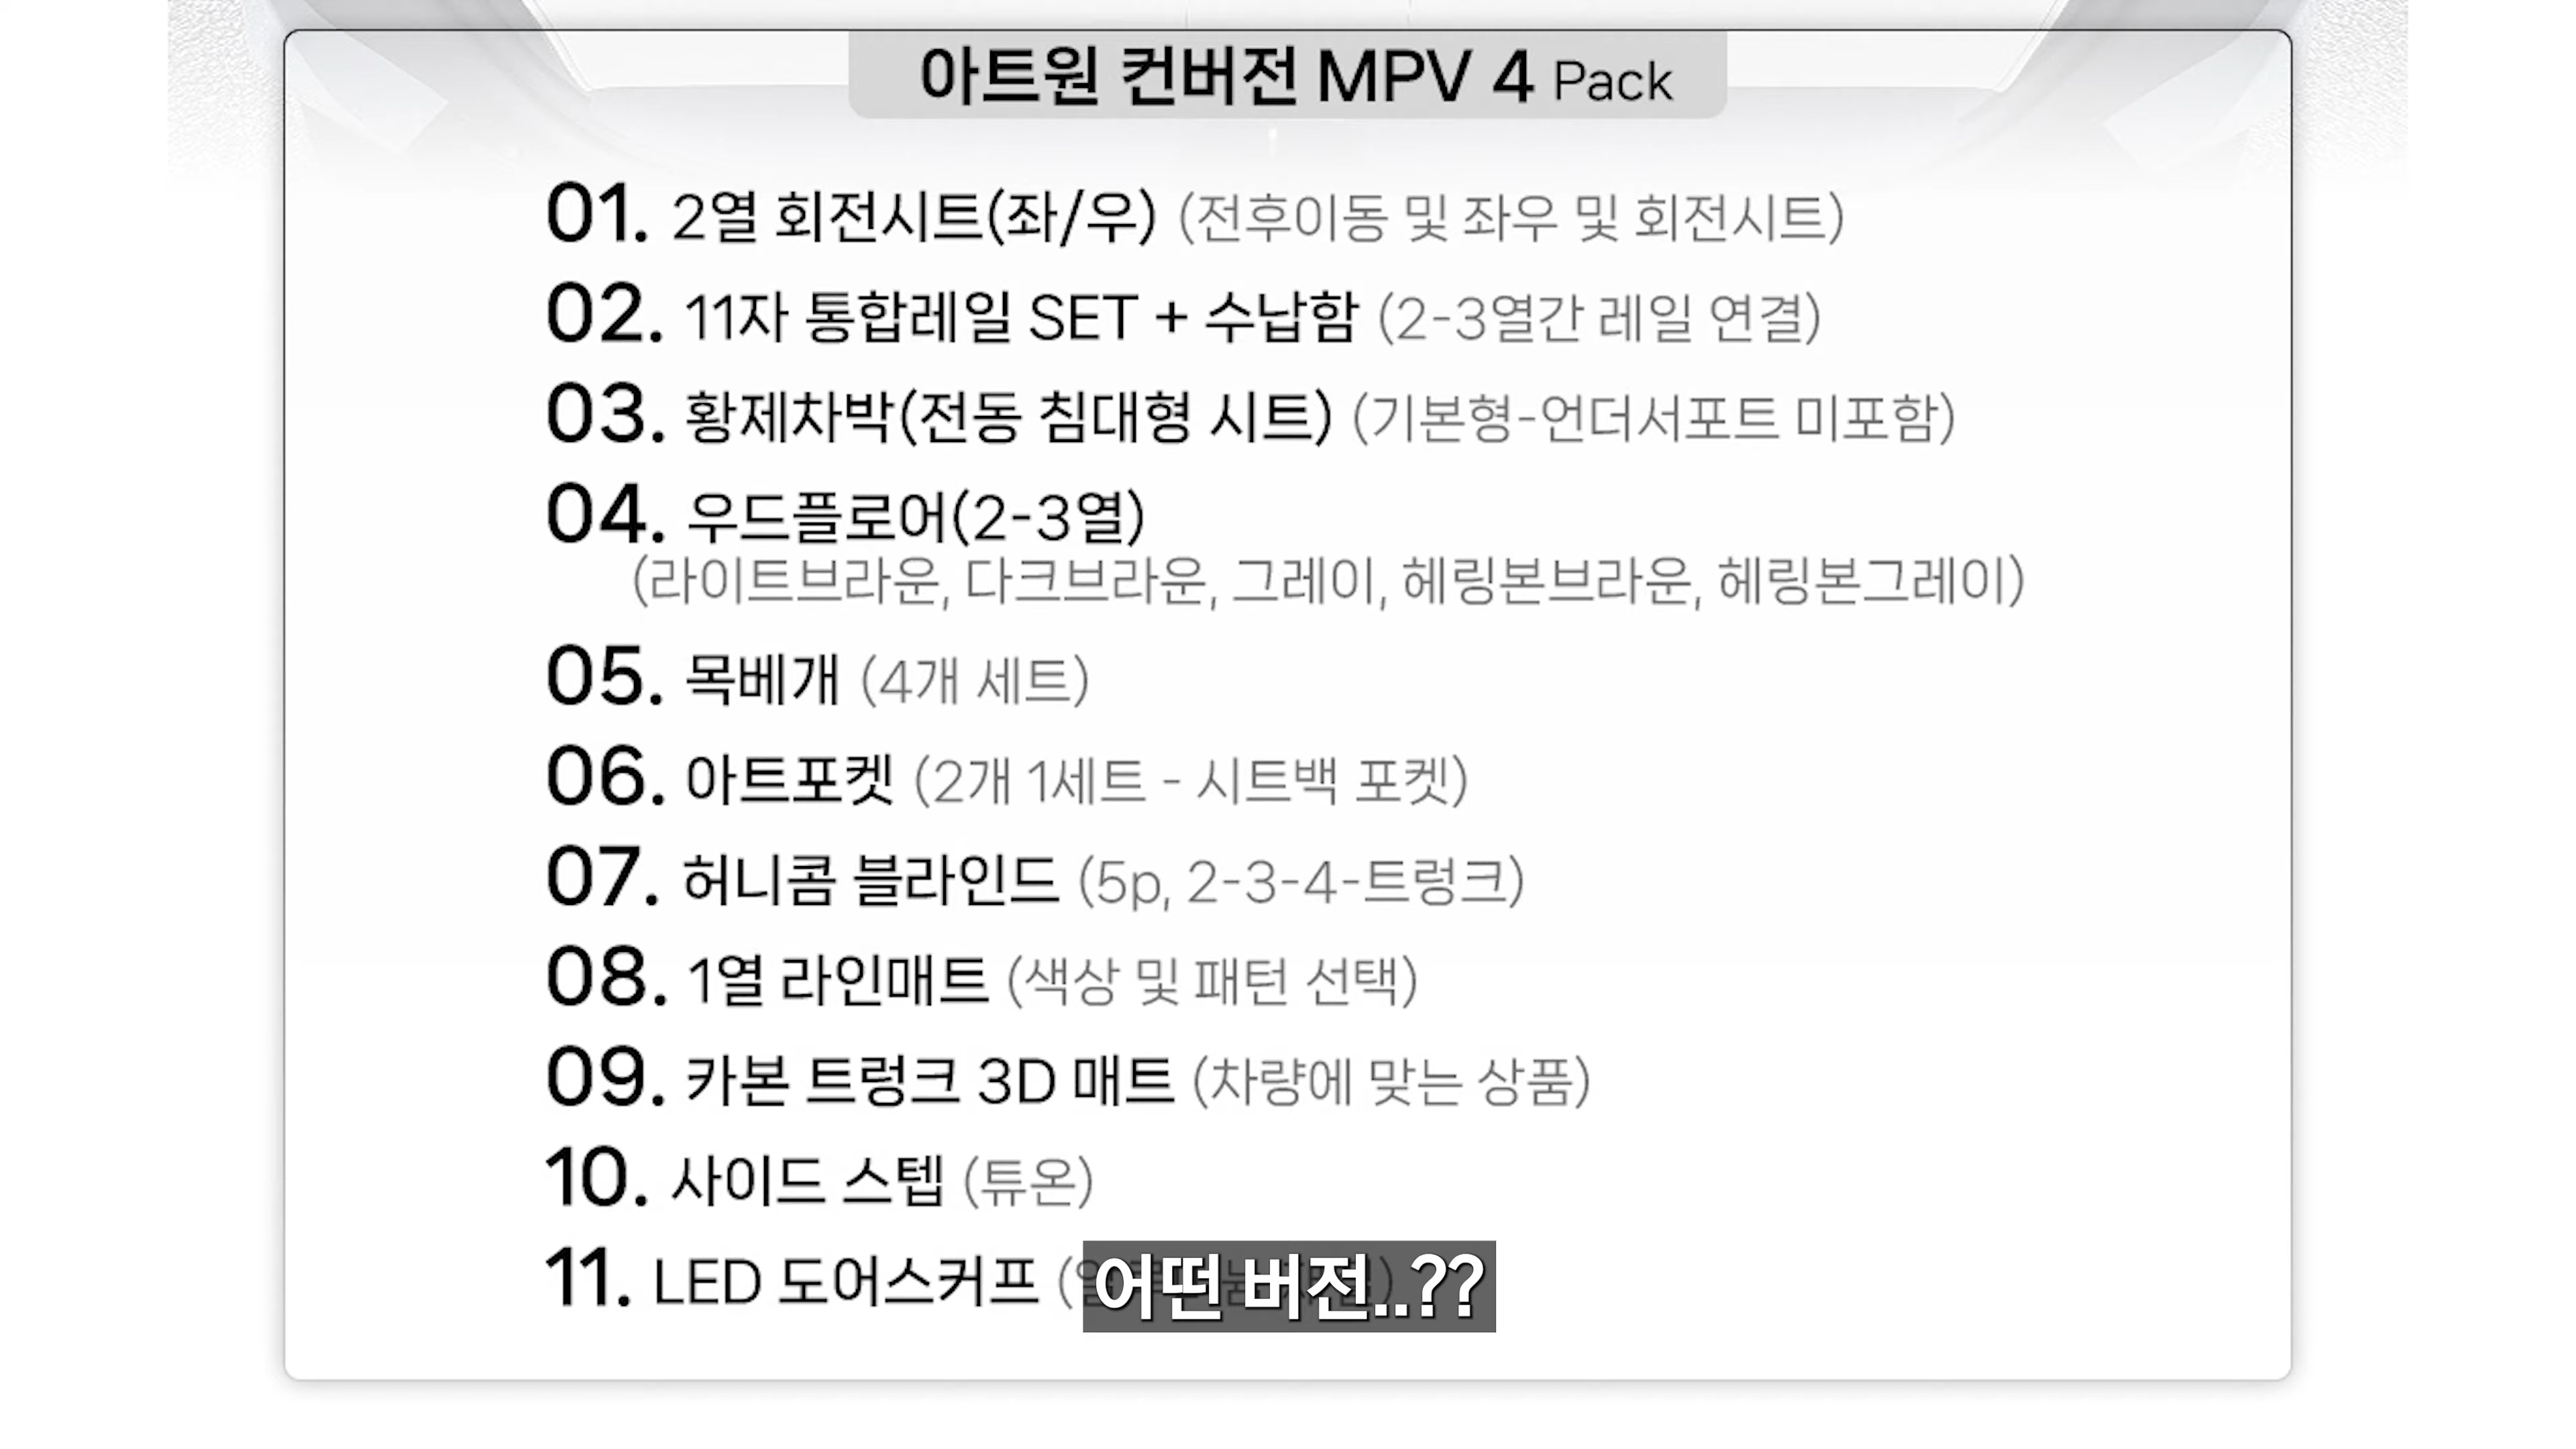 아트원 컨버전 MPV 4 Pack
01. 2열 회전시트(좌/우) (전후이동 및 좌우 및 회전시트)
02. 11자 통합레일 SET + 수납함 (2-3열간 레일 연결)
03. 황제차박(전동 침대형 시트) (기본형-언더서포트 미포함)
04. 우드플로어(2-3열)
(라이트브라운, 다크브라운, 그레이, 헤링본브라운, 헤링본그레이)
05. 목베개 (4개 세트)
06. 아트포켓 (2개 1세트 - 시트백 포켓)
07. 허니콤 블라인드 (5p, 2-3-4-트렁크)
08. 1열 라인매트 (색상 및 패턴 선택)
09. 카본 트렁크 3D 매트 (차량에 맞는 상품)
10. 사이드 스텝 (튜온)
11. LED 도어스커프
어떤 버전..??